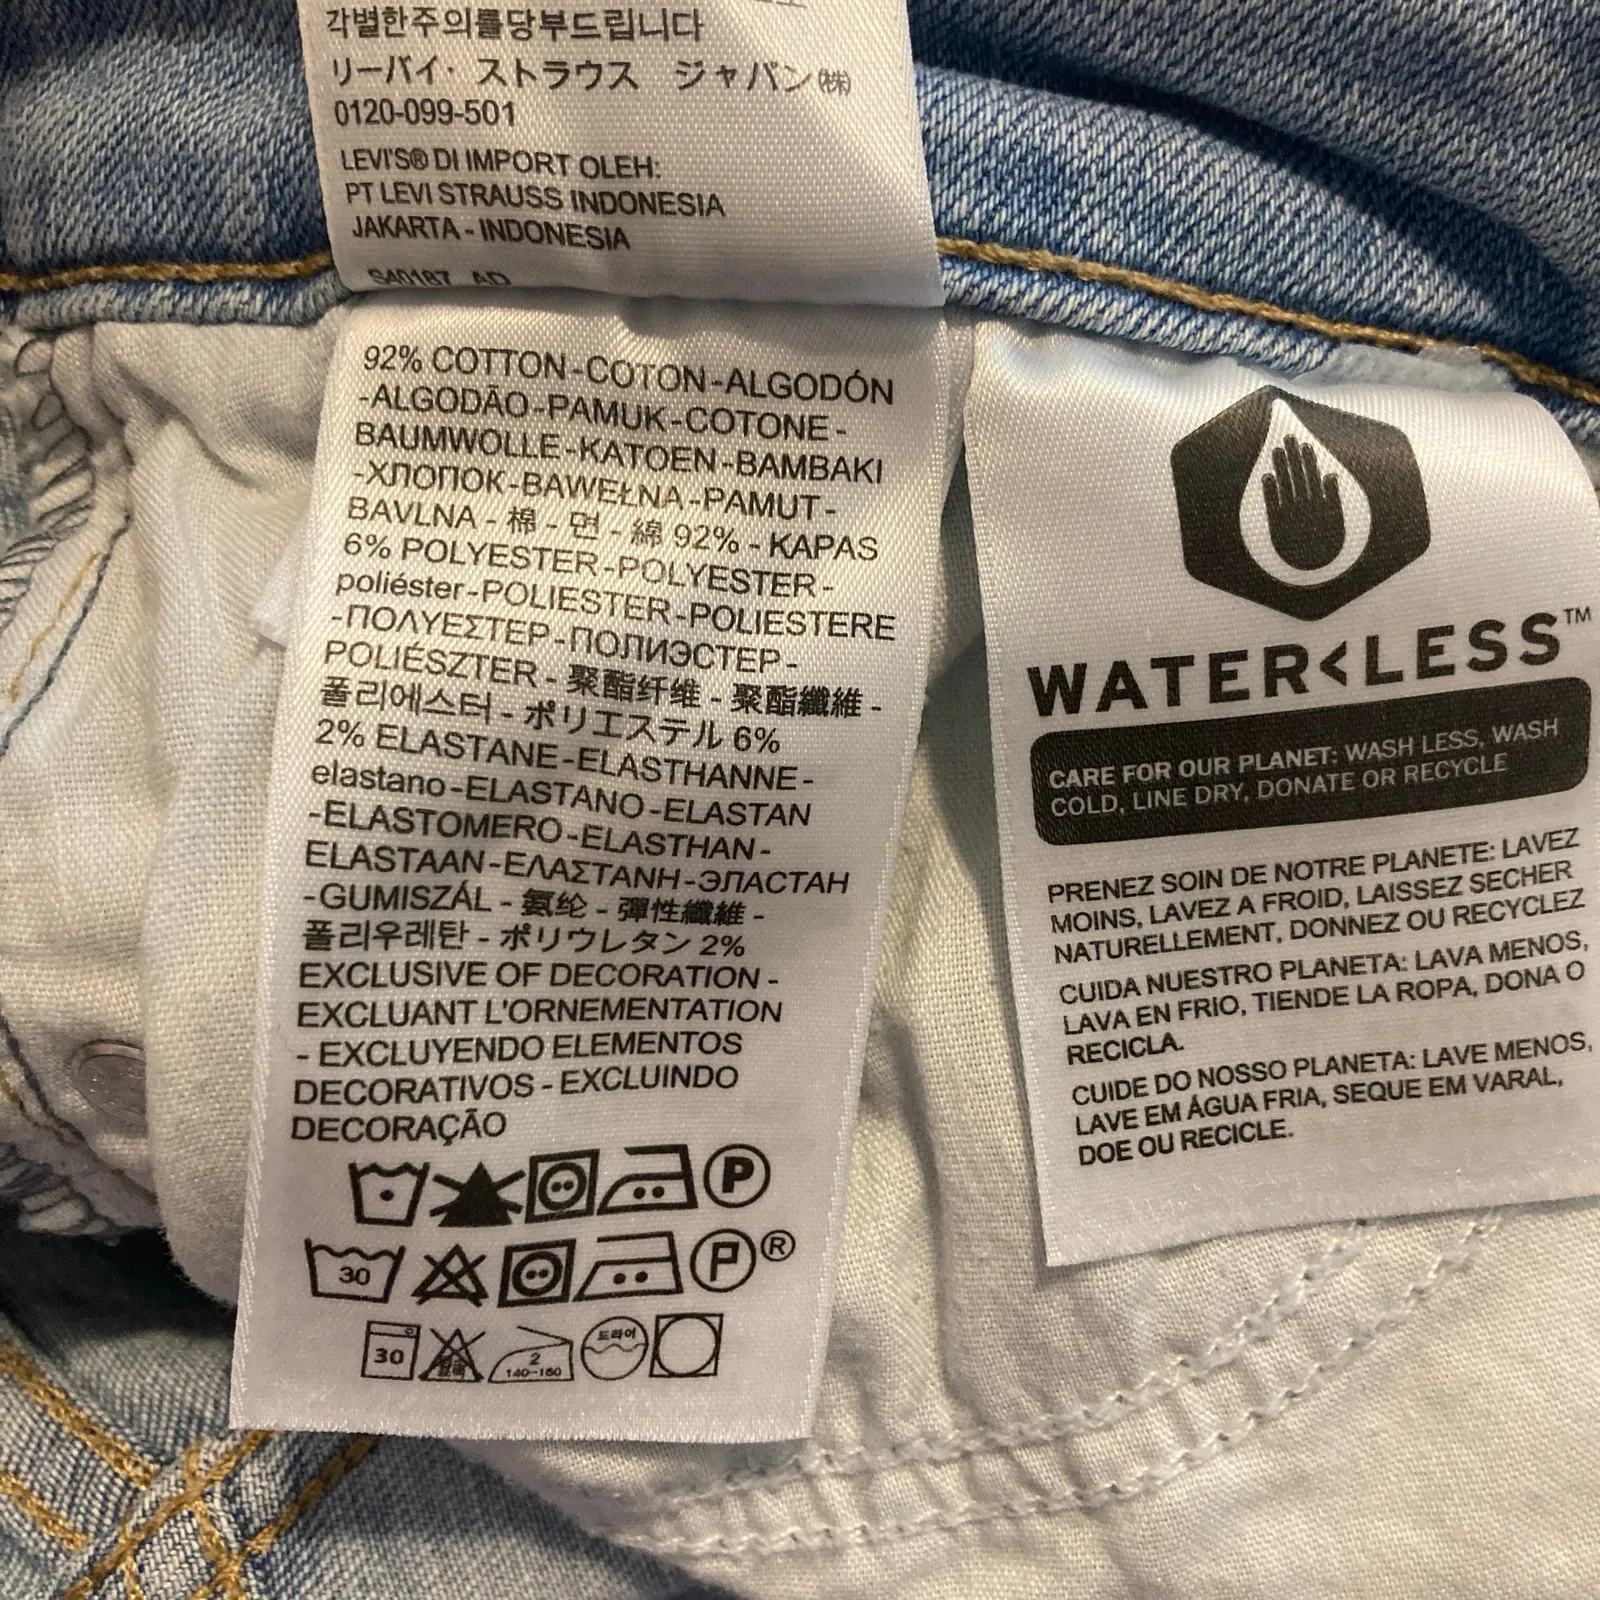 각별한주의를당부드립니다
リーバイ・ストラウス ジャパン㈱
0120-099-501
LEVI'S® DI IMPORT OLEH:
PT LEVI STRAUSS INDONESIA
JAKARTA - INDONESIA
S40187 AD
92% COTTON-COTON-ALGODÓN
-ALGODÃO-PAMUK-COTONE-
BAUMWOLLE-KATOEN-BAMBAKI
-ХЛОПОК-BAWEŁNA-PAMUT-
BAVLNA - 棉 - 면 - 綿 92% - KAPAS
6% POLYESTER-POLYESTER-
poliéster-POLIESTER-POLIESTERE
-ΠΟΛΥΕΣΤΕΡ-ПОЛИЭСТЕР-
POLIÉSZTER - 聚酯纤维 - 聚酯纖維 -
폴리에스터 - ポリエステル 6%
2% ELASTANE-ELASTHANNE-
elastano-ELASTANO-ELASTAN
-ELASTOMERO-ELASTHAN-
ELASTAAN-ΕΛΑΣΤΑΝΗ-ЭЛАСТАН
-GUMISZÁL - 氨纶 - 彈性纖維 -
폴리우레탄 - ポリウレタン 2%
EXCLUSIVE OF DECORATION -
EXCLUANT L'ORNEMENTATION
- EXCLUYENDO ELEMENTOS
DECORATIVOS - EXCLUINDO
DECORAÇÃO
P
30 P ®
30 2 140~160 드라이
WATER<LESS™
CARE FOR OUR PLANET: WASH LESS, WASH
COLD, LINE DRY, DONATE OR RECYCLE
PRENEZ SOIN DE NOTRE PLANETE: LAVEZ
MOINS, LAVEZ A FROID, LAISSEZ SECHER
NATURELLEMENT, DONNEZ OU RECYCLEZ
CUIDA NUESTRO PLANETA: LAVA MENOS,
LAVA EN FRIO, TIENDE LA ROPA, DONA O
RECICLA.
CUIDE DO NOSSO PLANETA: LAVE MENOS,
LAVE EM ÁGUA FRIA, SEQUE EM VARAL,
DOE OU RECICLE.